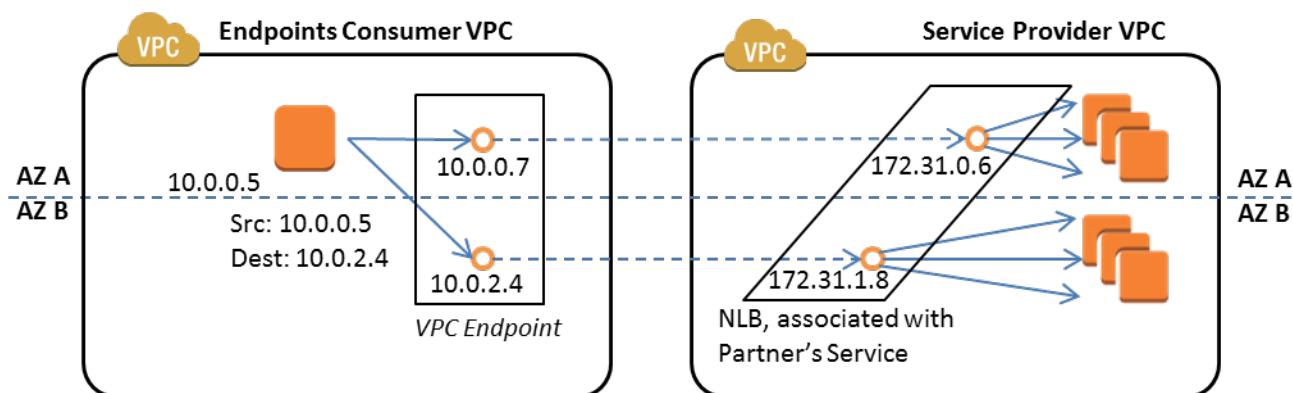 Endpoints Consumer VPC
Service Provider VPC
VPC
VPC
10.0.0.7
172.31.0.6
AZ A
10.0.0.5
AZ A
AZ B
AZ B
Src: 10.0.0.5
Dest: 10.0.2.4
10.0.2.4
172.31.1.8
VPC Endpoint
NLB, associated with
Partner's Service